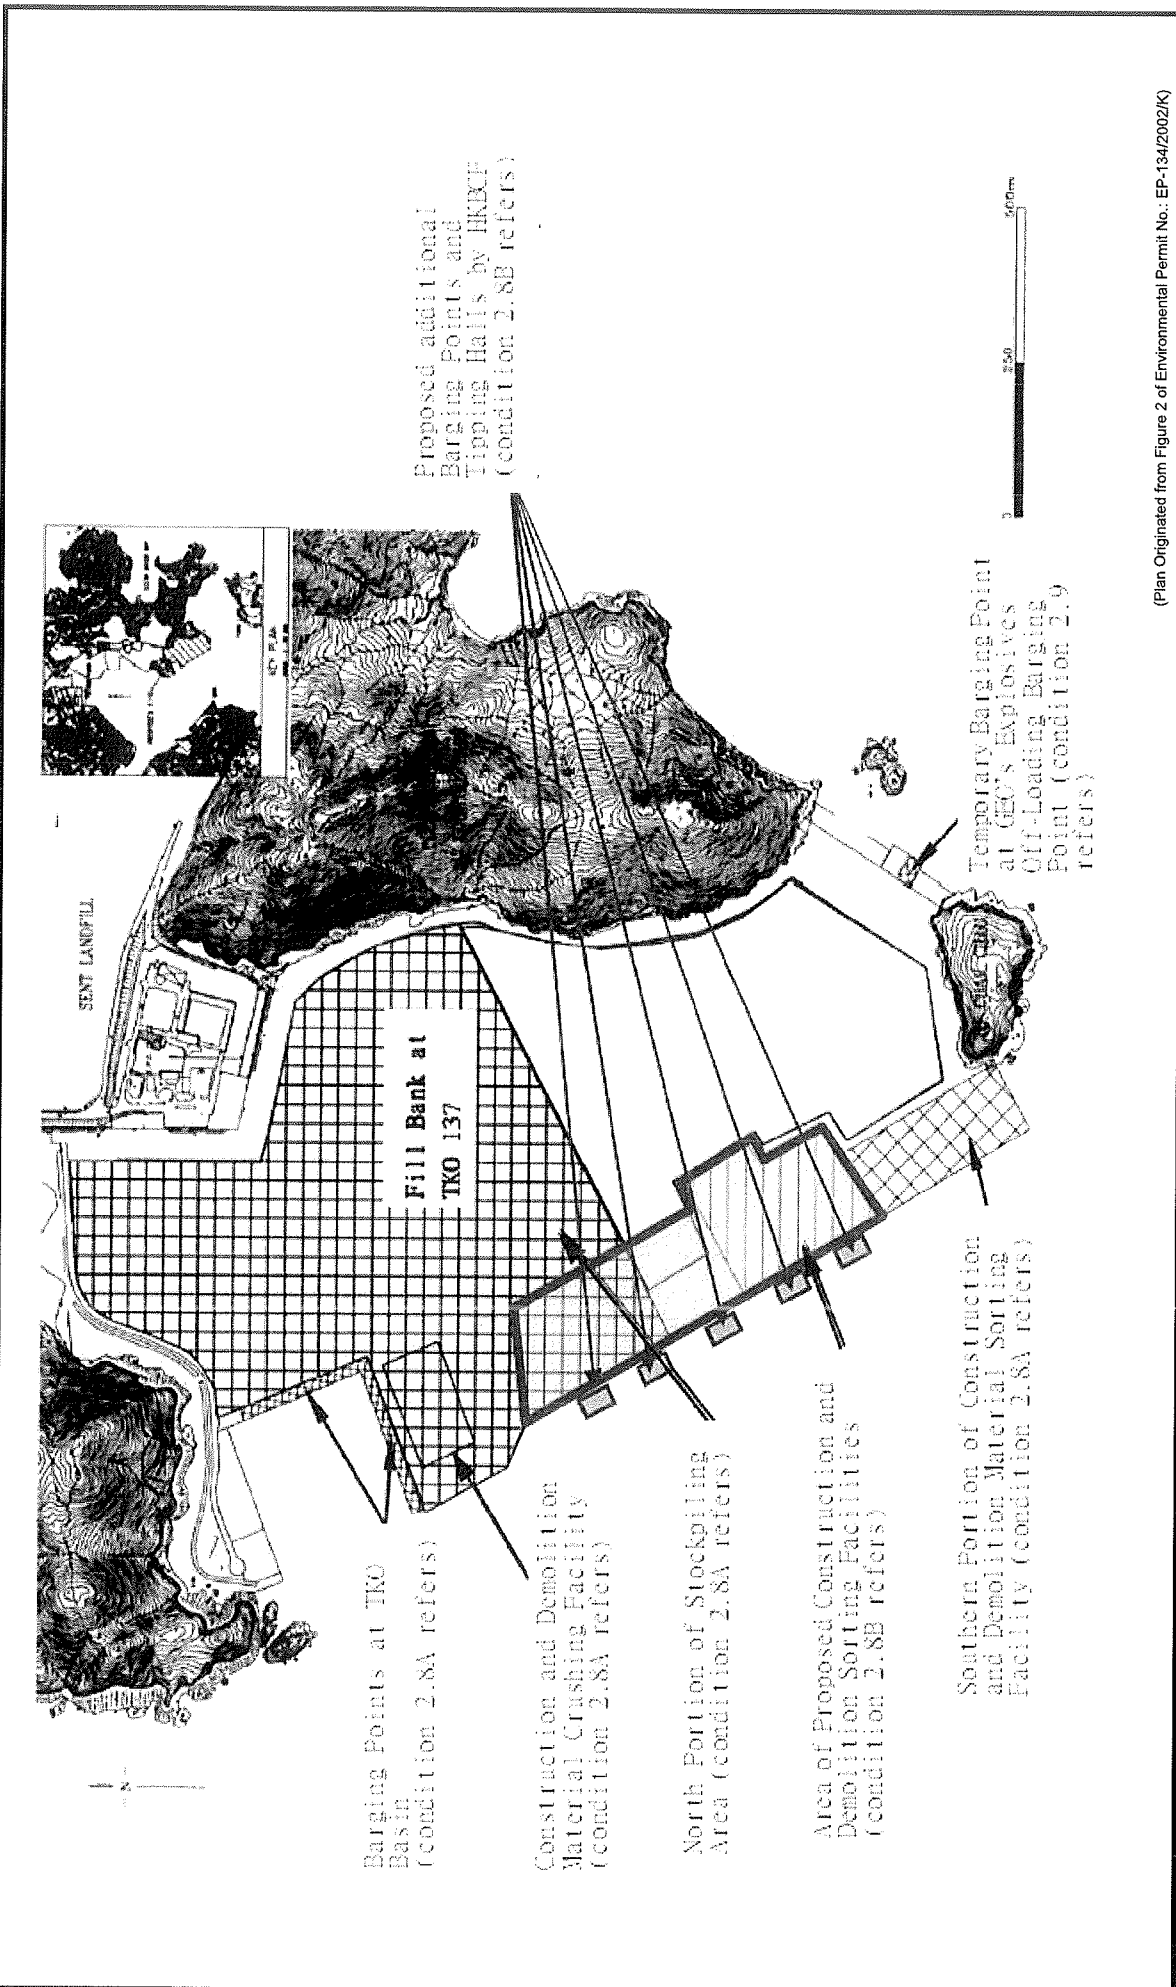 SENT LANDFILL
KEY PLAN
Fill Bank at
TKO 137
Proposed additional
Barging Points and
Tipping Halls by HKBCF
(condition 2.8B refers)
Barging Points at TKO
Basin
(condition 2.8A refers)
Construction and Demolition
Material Crushing Facility
(condition 2.8A refers)
North Portion of Stockpiling
Area (condition 2.8A refers)
Area of Proposed Construction and
Demolition Sorting Facilities
(condition 2.8B refers)
Southern Portion of Construction
and Demolition Material Sorting
Facility (condition 2.8A refers)
Temporary Barging Point
at GEO's Explosives
Off-Loading Barging
Point (condition 2.9
refers)
0 250 500m
N
(Plan Originated from Figure 2 of Environmental Permit No.: EP-134/2002/K)